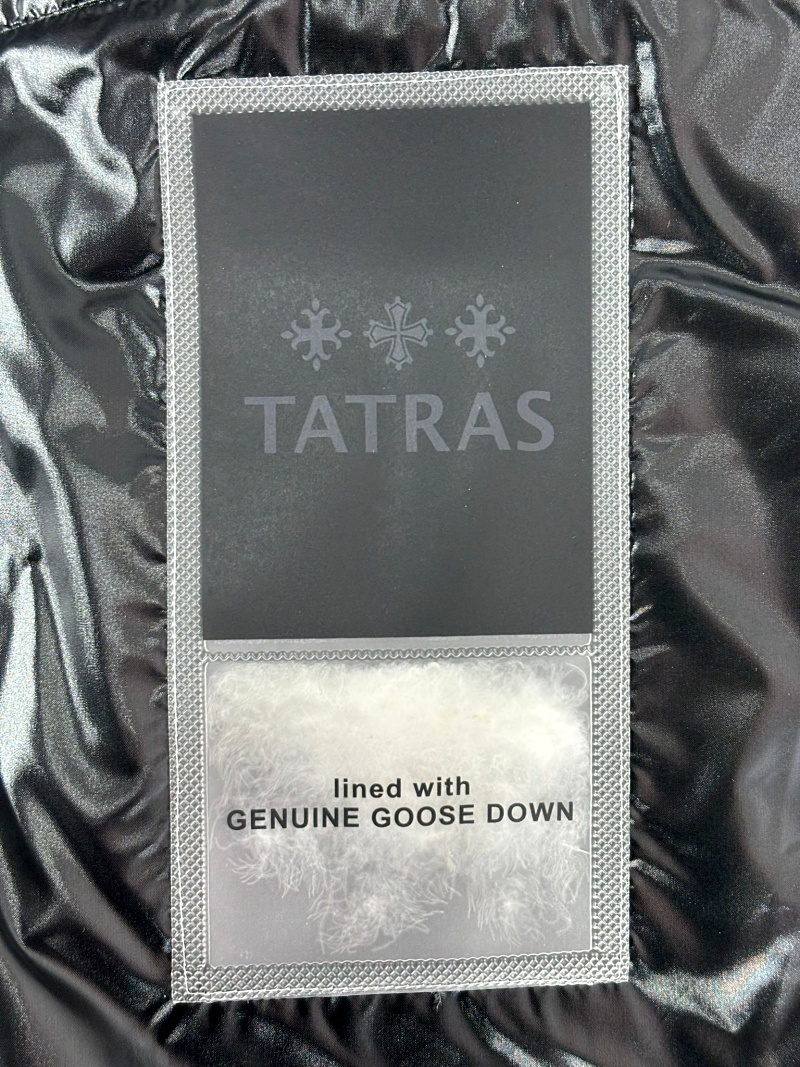 TATRAS
lined with
GENUINE GOOSE DOWN